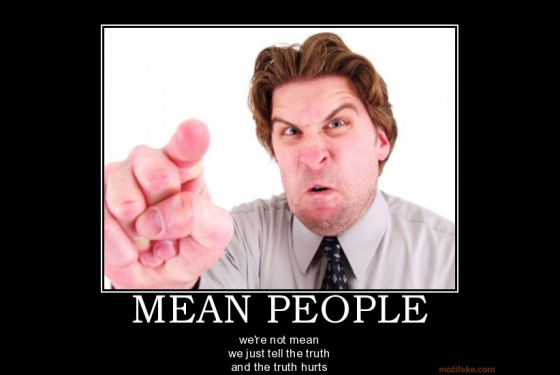 MEAN PEOPLE
we're not mean
we just tell the truth
and the truth hurts
motifake.com